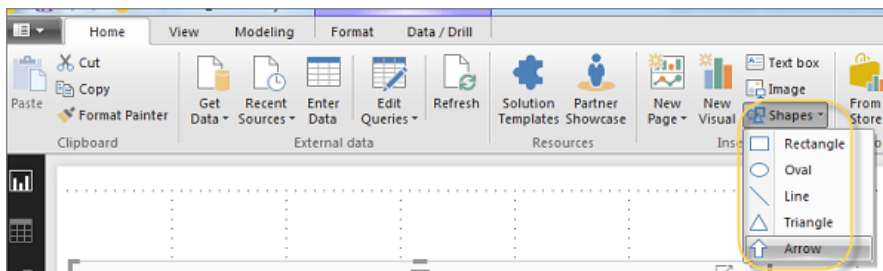 Home View Modeling Format Data / Drill
Cut
Copy
Format Painter
Paste
Clipboard
Get Data
Recent Sources
Enter Data
Edit Queries
Refresh
External data
Solution Templates
Partner Showcase
Resources
New Page
New Visual
Text box
Image
Shapes
Inse
From Store
Rectangle
Oval
Line
Triangle
Arrow